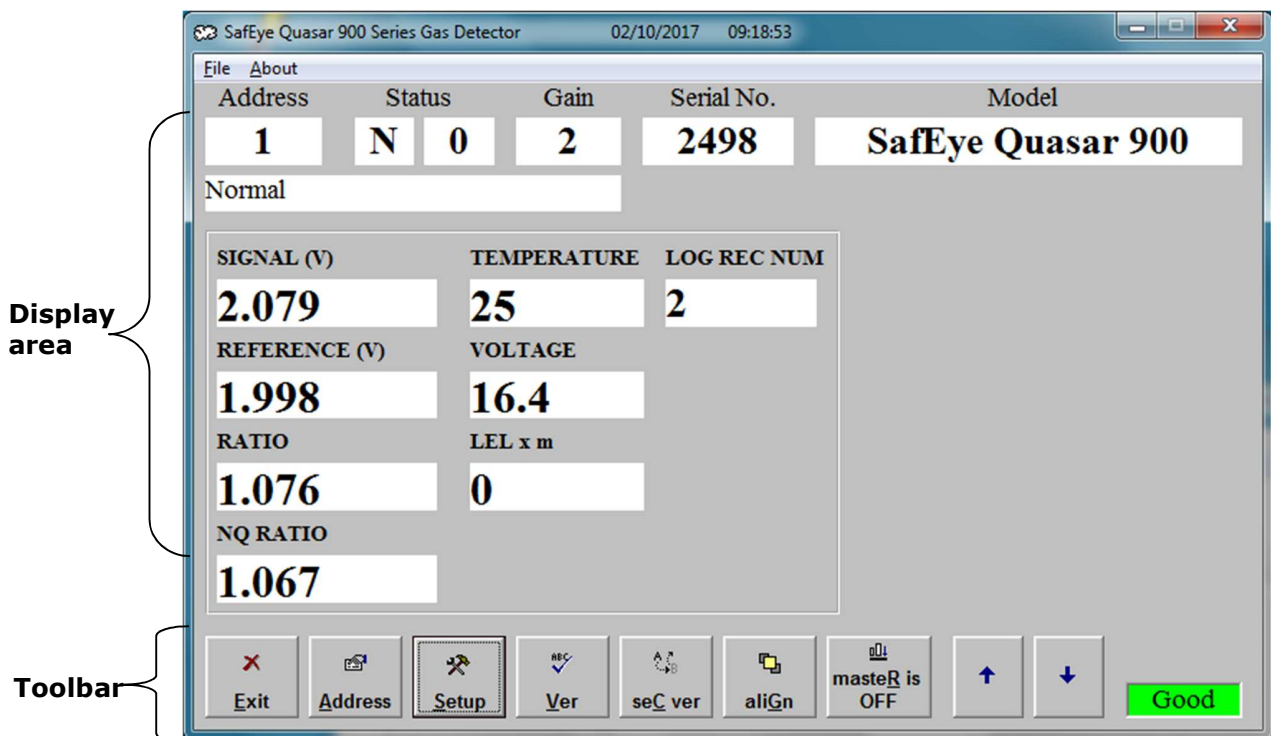 SafEye Quasar 900 Series Gas Detector 02/10/2017 09:18:53
File About
Address Status Gain Serial No. Model
1 N 0 2 2498 SafEye Quasar 900
Normal
SIGNAL (V) TEMPERATURE LOG REC NUM
2.079 25 2
Display
area
REFERENCE (V) VOLTAGE
1.998 16.4
RATIO LEL x m
1.076 0
NQ RATIO
1.067
Toolbar
Exit Address Setup ABC Ver A B seC ver aliGn masteR is
OFF
Good